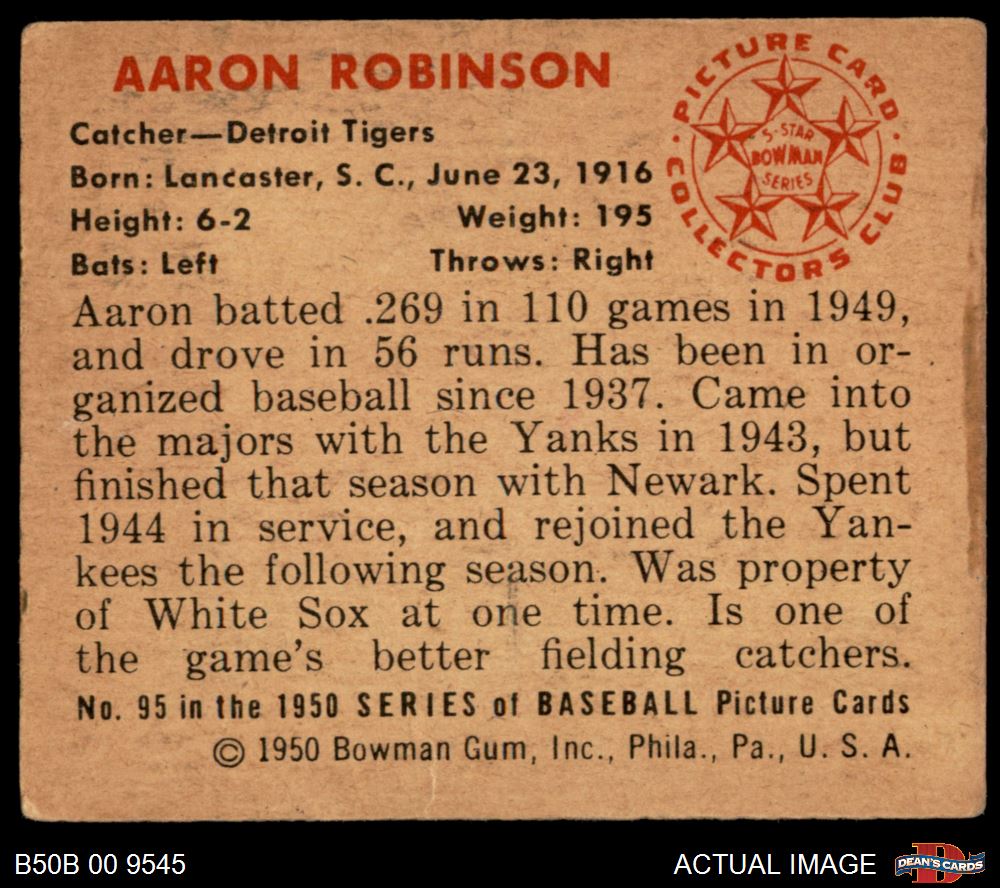 AARON ROBINSON
Catcher—Detroit Tigers
Born: Lancaster, S. C., June 23, 1916
Height: 6-2 Weight: 195
Bats: Left Throws: Right
PICTURE CARD
COLLECTORS CLUB
5-STAR
BOWMAN
SERIES
Aaron batted .269 in 110 games in 1949,
and drove in 56 runs. Has been in or-
ganized baseball since 1937. Came into
the majors with the Yanks in 1943, but
finished that season with Newark. Spent
1944 in service, and rejoined the Yan-
kees the following season. Was property
of White Sox at one time. Is one of
the game's better fielding catchers.
No. 95 in the 1950 SERIES of BASEBALL Picture Cards
© 1950 Bowman Gum, Inc., Phila., Pa., U. S. A.
B50B 00 9545
ACTUAL IMAGE
D
DEAN'S CARDS